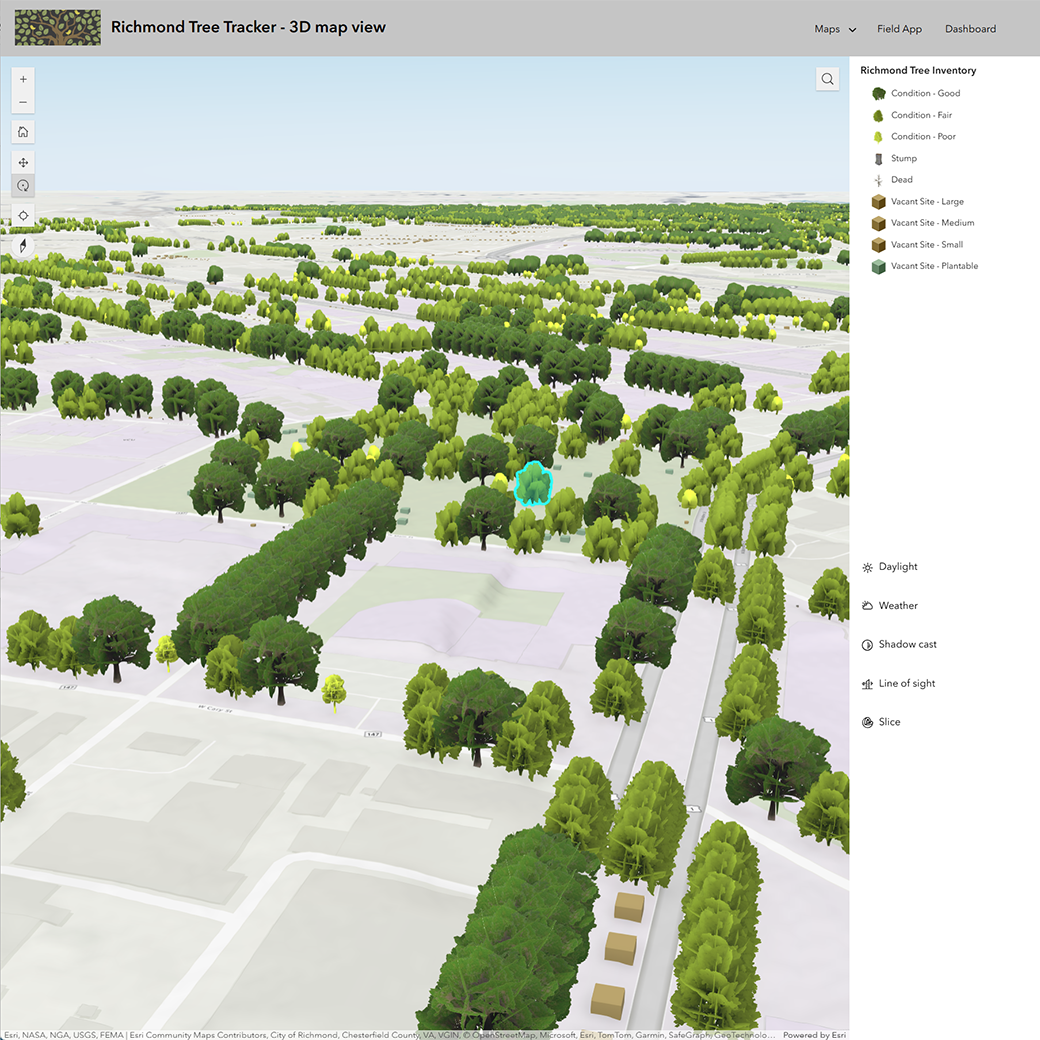 Richmond Tree Tracker - 3D map view
Maps
Field App
Dashboard
Richmond Tree Inventory
Condition - Good
Condition - Fair
Condition - Poor
Stump
Dead
Vacant Site - Large
Vacant Site - Medium
Vacant Site - Small
Vacant Site - Plantable
Daylight
Weather
Shadow cast
Line of sight
Slice
147
W Cary St
147
Esri, NASA, NGA, USGS, FEMA | Esri Community Maps Contributors, City of Richmond, Chesterfield County, VA, VGIN, © OpenStreetMap, Microsoft, Esri, TomTom, Garmin, SafeGraph, GeoTechnolo...
Powered by Esri